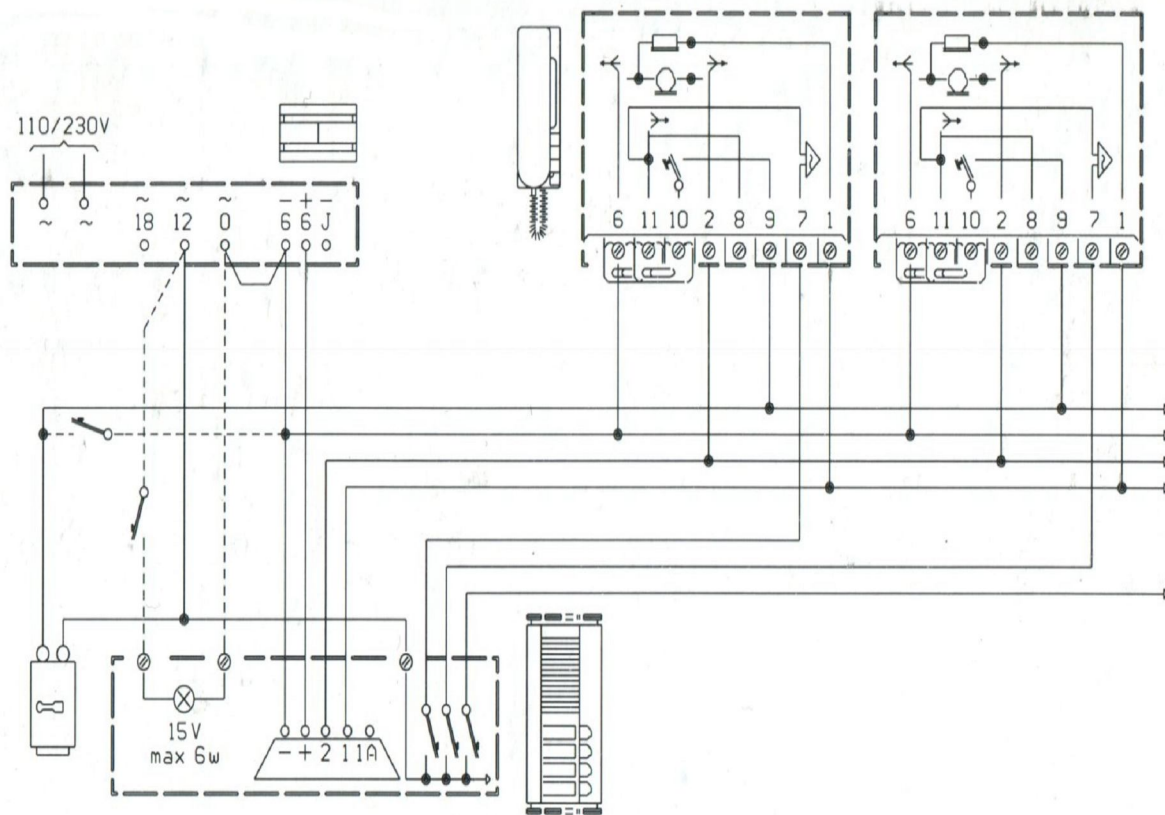 110/230V
~ ~ ~ ~ ~ - + -
18 12 0 6 6 J
6 11 10 2 8 9 7 1
6 11 10 2 8 9 7 1
15V
max 6w
- + 2 1 1A